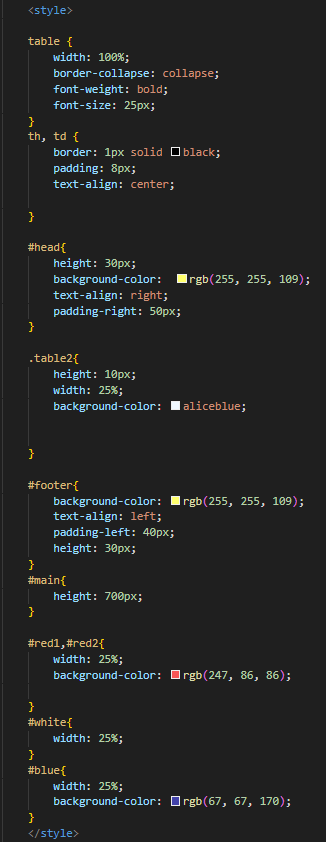 <style>
table {
width: 100%;
border-collapse: collapse;
font-weight: bold;
font-size: 25px;
}
th, td {
border: 1px solid black;
padding: 8px;
text-align: center;
}
#head{
height: 30px;
background-color: rgb(255, 255, 109);
text-align: right;
padding-right: 50px;
}
.table2{
height: 10px;
width: 25%;
background-color: aliceblue;
}
#footer{
background-color: rgb(255, 255, 109);
text-align: left;
padding-left: 40px;
height: 30px;
}
#main{
height: 700px;
}
#red1,#red2{
width: 25%;
background-color: rgb(247, 86, 86);
}
#white{
width: 25%;
}
#blue{
width: 25%;
background-color: rgb(67, 67, 170);
}
</style>